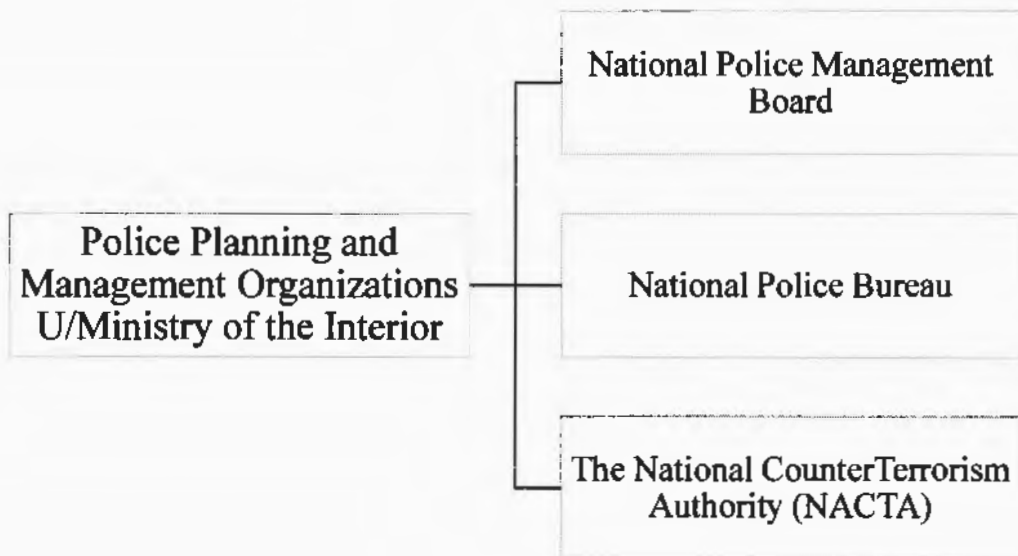 Police Planning and
Management Organizations
U/Ministry of the Interior
National Police Management
Board
National Police Bureau
The National CounterTerrorism
Authority (NACTA)